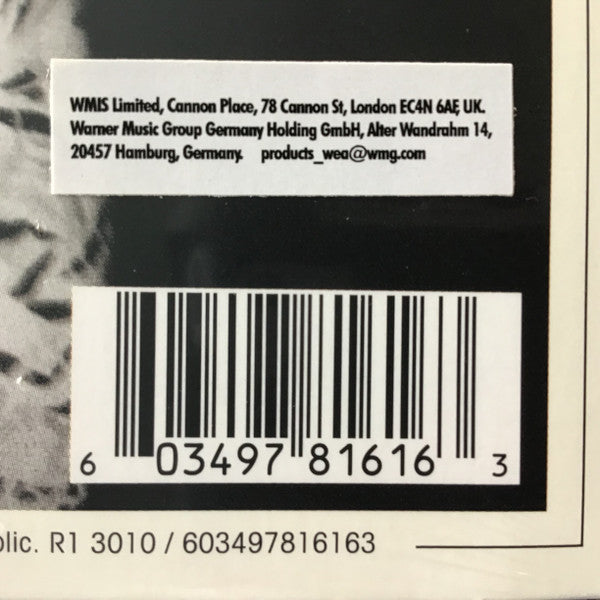 WMIS Limited, Cannon Place, 78 Cannon St, London EC4N 6AF, UK.
Warner Music Group Germany Holding GmbH, Alter Wandrahm 14,
20457 Hamburg, Germany. products_wea@wmg.com
6 03497 81616 3
olic. R1 3010 / 603497816163